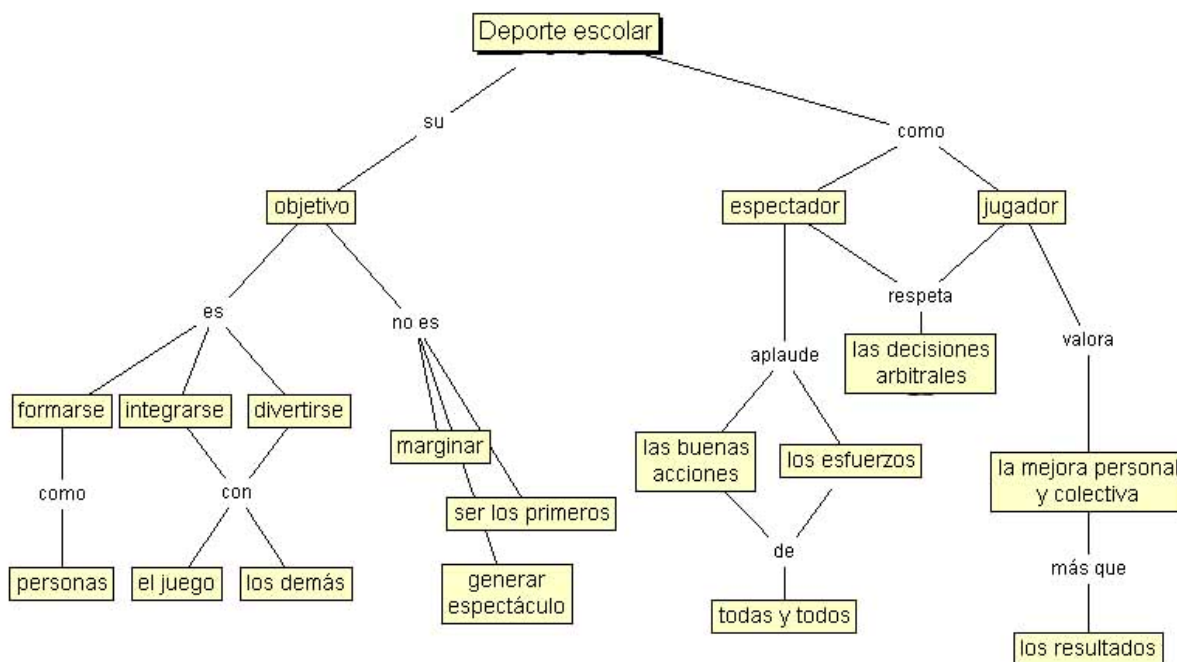 Deporte escolar
su
como
objetivo
espectador
jugador
es
no es
respeta
aplaude
las decisiones
arbitrales
valora
formarse
integrarse
divertirse
marginar
las buenas
acciones
los esfuerzos
la mejora personal
y colectiva
como
con
ser los primeros
de
más que
personas
el juego
los demás
generar
espectáculo
todas y todos
los resultados